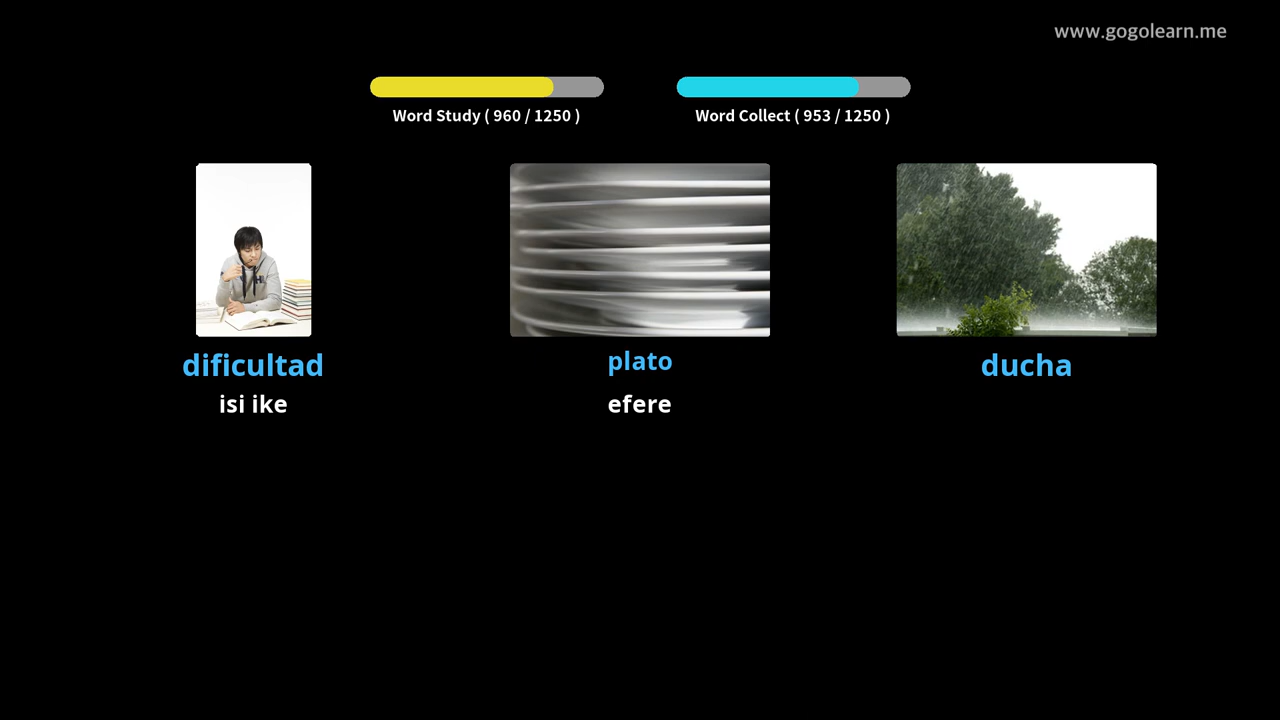 www.gogolearn.me
Word Study ( 960 / 1250 )
Word Collect ( 953 / 1250 )
dificultad
isi ike
plato
efere
ducha